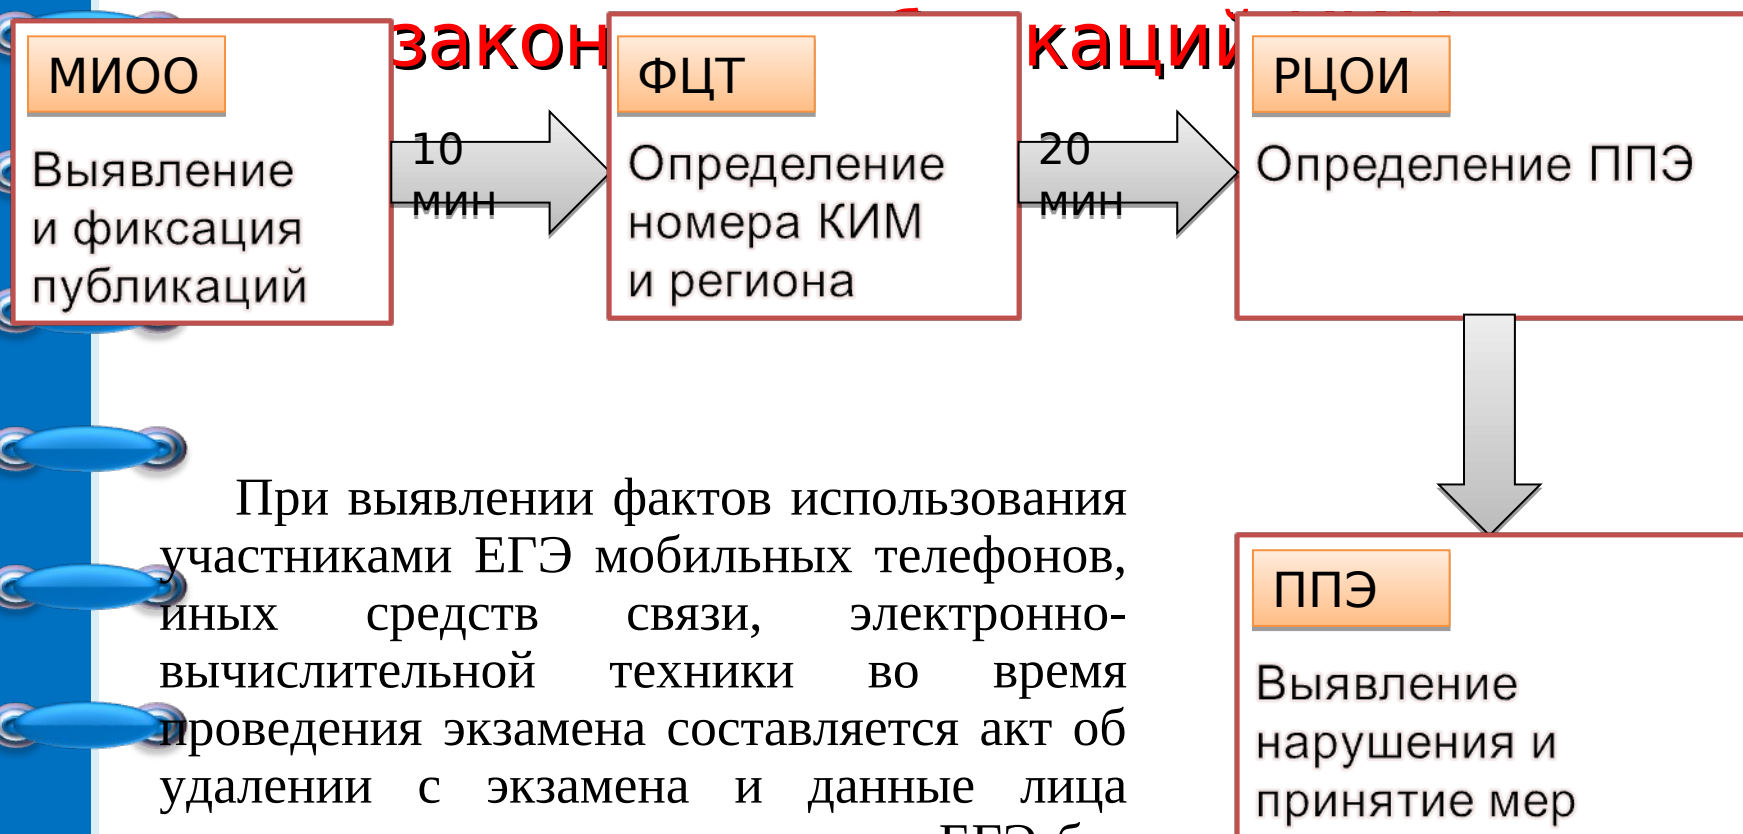 МИОО
Выявление
и фиксация
публикаций
10
мин
ФЦТ
Определение
номера КИМ
и региона
20
мин
РЦОИ
Определение ППЭ
При выявлении фактов использования
участниками ЕГЭ мобильных телефонов,
иных средств связи, электронно-
вычислительной техники во время
проведения экзамена составляется акт об
удалении с экзамена и данные лица
ППЭ
Выявление
нарушения и
принятие мер